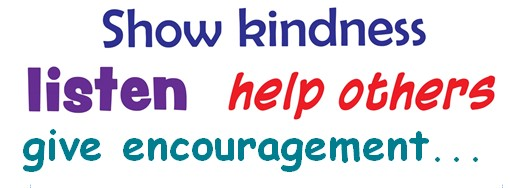 Show kindness
listen help others
give encouragement...